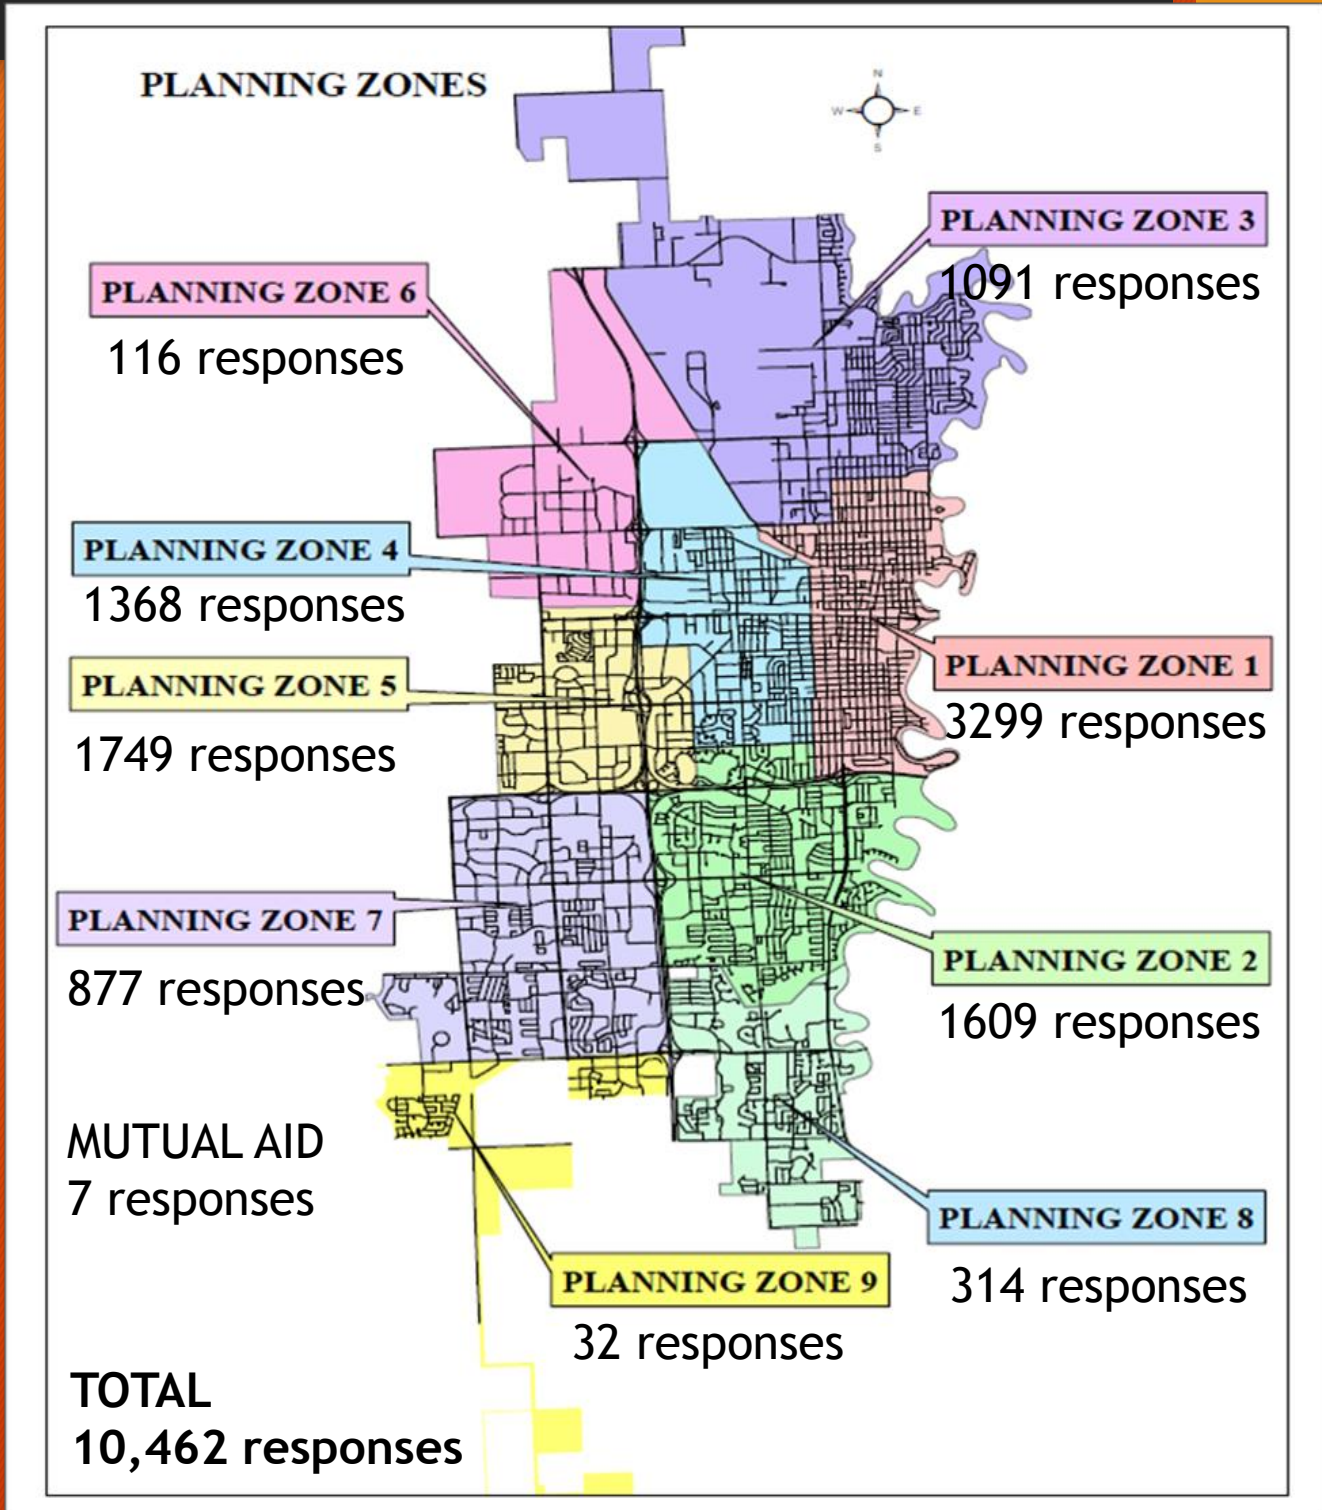 PLANNING ZONES
N
W E
S
PLANNING ZONE 3
1091 responses
PLANNING ZONE 6
116 responses
PLANNING ZONE 4
1368 responses
PLANNING ZONE 5
1749 responses
PLANNING ZONE 1
3299 responses
PLANNING ZONE 7
877 responses
PLANNING ZONE 2
1609 responses
MUTUAL AID
7 responses
PLANNING ZONE 8
314 responses
PLANNING ZONE 9
32 responses
TOTAL
10,462 responses